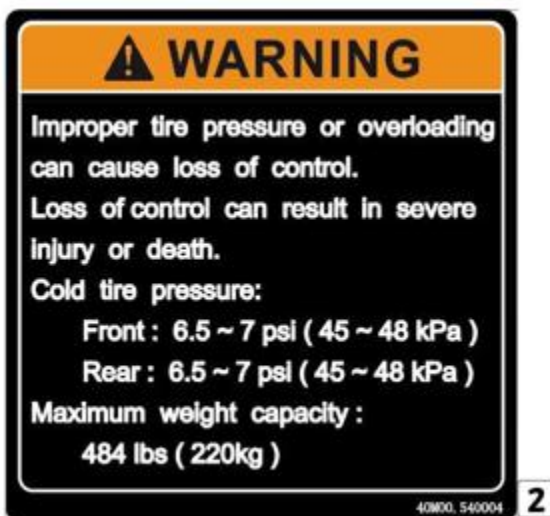 WARNING
Improper tire pressure or overloading
can cause loss of control.
Loss of control can result in severe
injury or death.
Cold tire pressure:
Front : 6.5 ~ 7 psi ( 45 ~ 48 kPa )
Rear : 6.5 ~ 7 psi ( 45 ~ 48 kPa )
Maximum weight capacity :
484 lbs ( 220kg )
40M00. 540004
2